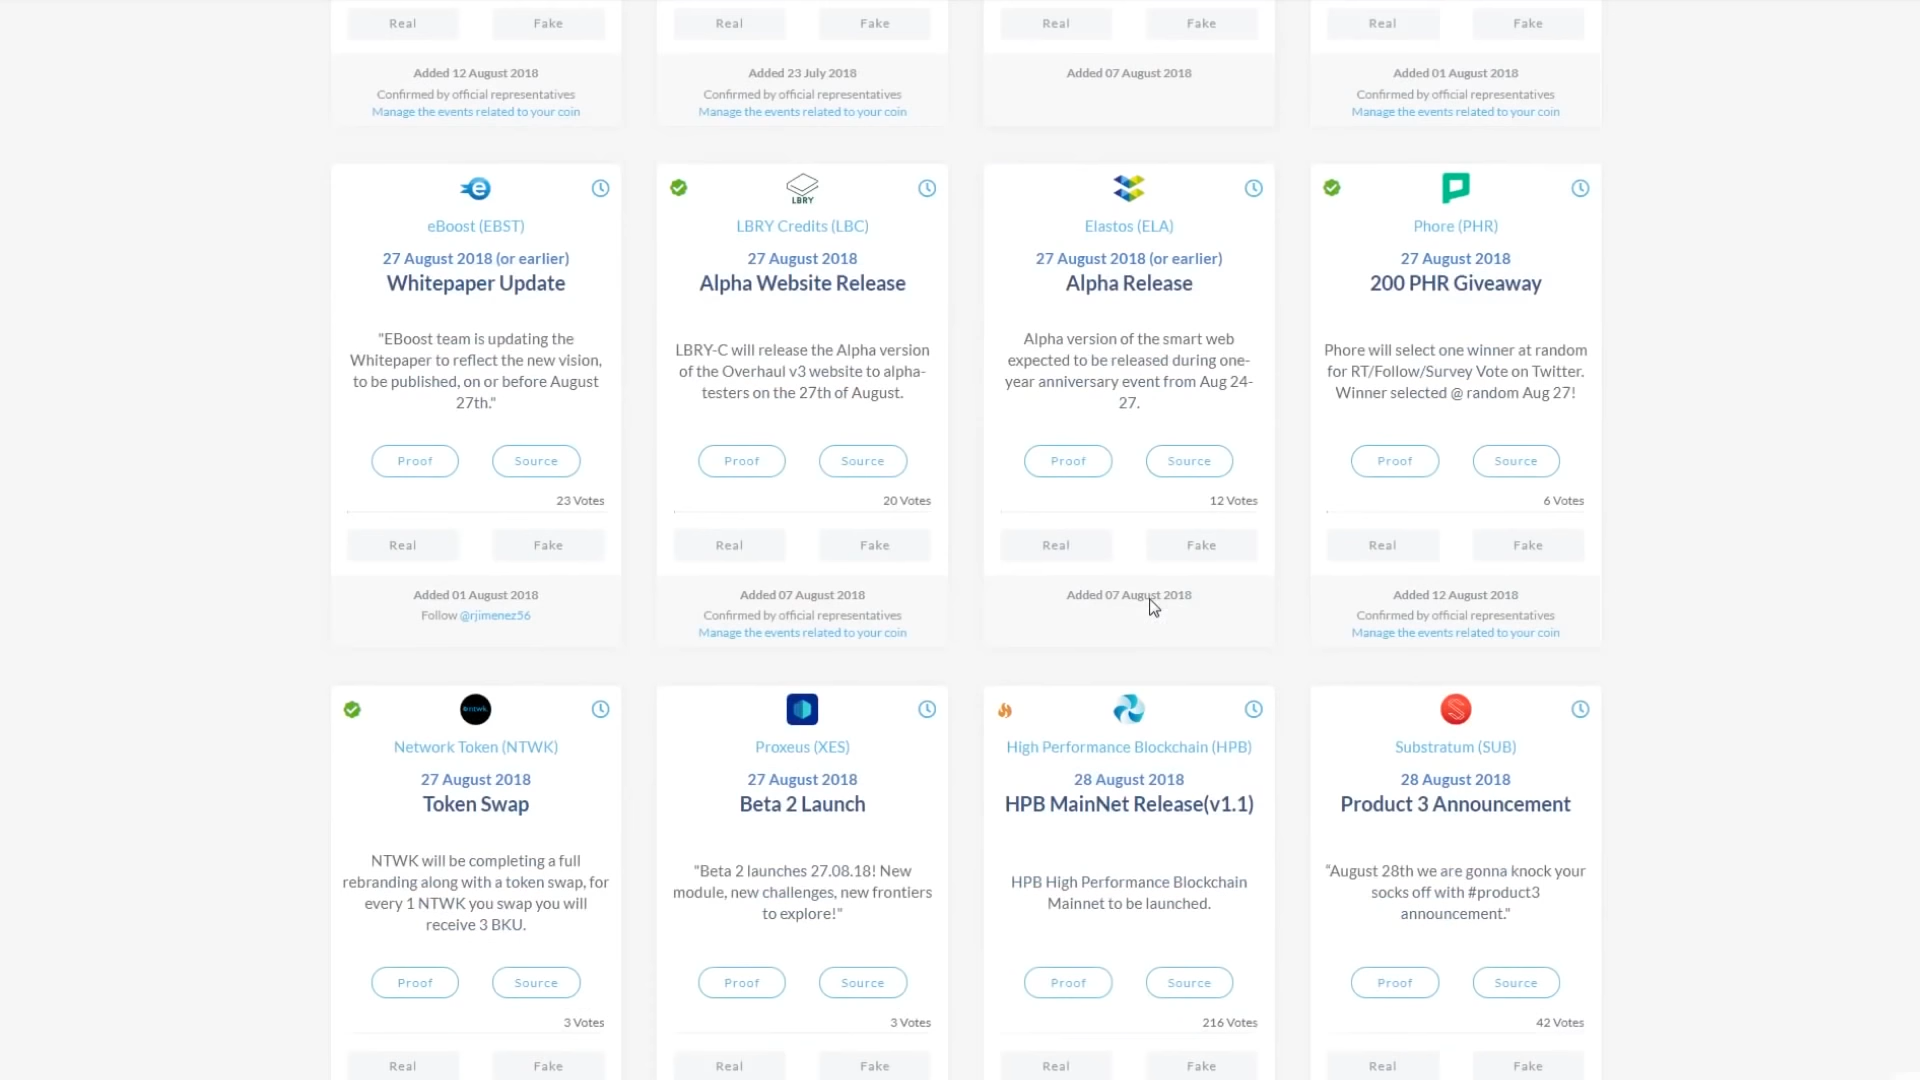 Real Fake
Added 12 August 2018
Confirmed by official representatives
Manage the events related to your coin
Real Fake
Added 23 July 2018
Confirmed by official representatives
Manage the events related to your coin
Real Fake
Added 07 August 2018
Real Fake
Added 01 August 2018
Confirmed by official representatives
Manage the events related to your coin
eBoost (EBST)
27 August 2018 (or earlier)
Whitepaper Update
"EBoost team is updating the
Whitepaper to reflect the new vision,
to be published, on or before August
27th."
Proof Source
23 Votes
Real Fake
Added 01 August 2018
Follow @rjimenez56
LBRY
LBRY Credits (LBC)
27 August 2018
Alpha Website Release
LBRY-C will release the Alpha version
of the Overhaul v3 website to alpha-
testers on the 27th of August.
Proof Source
20 Votes
Real Fake
Added 07 August 2018
Confirmed by official representatives
Manage the events related to your coin
Elastos (ELA)
27 August 2018 (or earlier)
Alpha Release
Alpha version of the smart web
expected to be released during one-
year anniversary event from Aug 24-
27.
Proof Source
12 Votes
Real Fake
Added 07 August 2018
Phore (PHR)
27 August 2018
200 PHR Giveaway
Phore will select one winner at random
for RT/Follow/Survey Vote on Twitter.
Winner selected @ random Aug 27!
Proof Source
6 Votes
Real Fake
Added 12 August 2018
Confirmed by official representatives
Manage the events related to your coin
ntwk
Network Token (NTWK)
27 August 2018
Token Swap
NTWK will be completing a full
rebranding along with a token swap, for
every 1 NTWK you swap you will
receive 3 BKU.
Proof Source
3 Votes
Real Fake
Proxeus (XES)
27 August 2018
Beta 2 Launch
"Beta 2 launches 27.08.18! New
module, new challenges, new frontiers
to explore!"
Proof Source
3 Votes
Real Fake
High Performance Blockchain (HPB)
28 August 2018
HPB MainNet Release(v1.1)
HPB High Performance Blockchain
Mainnet to be launched.
Proof Source
216 Votes
Real Fake
Substratum (SUB)
28 August 2018
Product 3 Announcement
“August 28th we are gonna knock your
socks off with #product3
announcement."
Proof Source
42 Votes
Real Fake